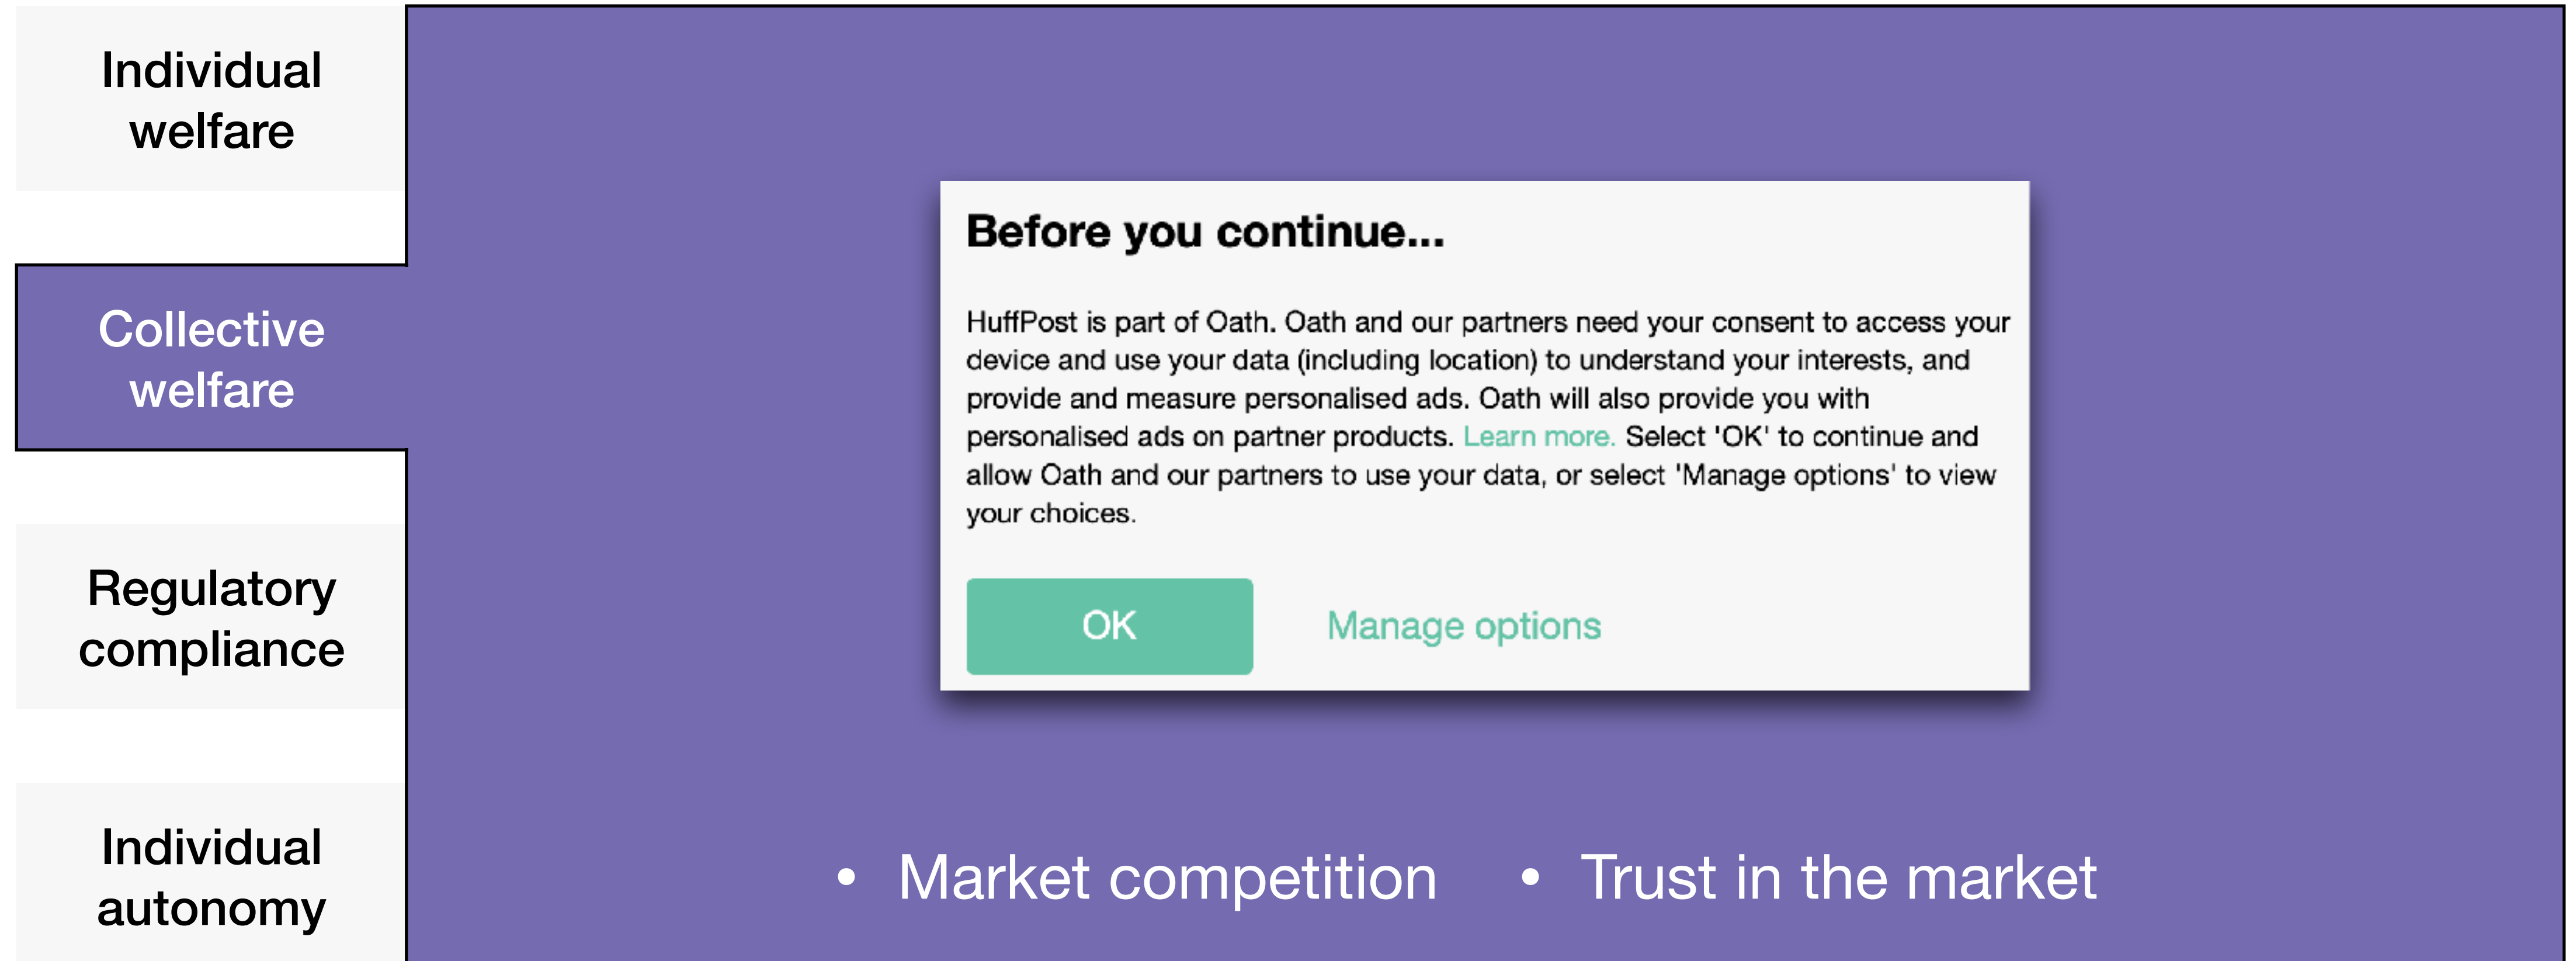 Individual
welfare
Collective
welfare
Regulatory
compliance
Individual
autonomy
Before you continue...
HuffPost is part of Oath. Oath and our partners need your consent to access your
device and use your data (including location) to understand your interests, and
provide and measure personalised ads. Oath will also provide you with
personalised ads on partner products. Learn more. Select 'OK' to continue and
allow Oath and our partners to use your data, or select 'Manage options' to view
your choices.
OK Manage options
• Market competition • Trust in the market